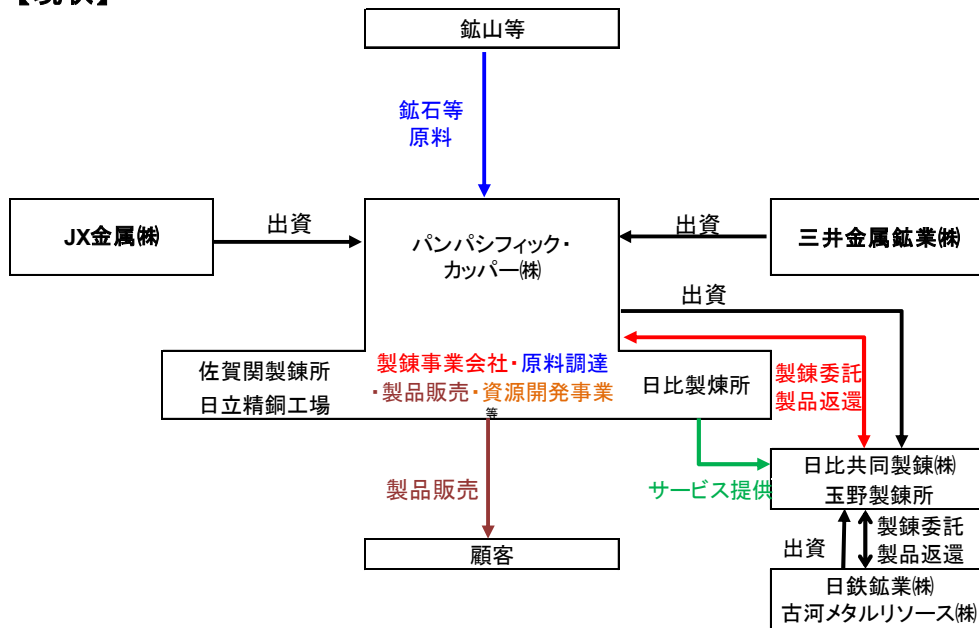 【現状】
鉱山等
鉱石等
原料
JX金属㈱
出資
パンパシフィック・
カッパー㈱
出資
三井金属鉱業㈱
出資
佐賀関製錬所
日立精銅工場
製錬事業会社・原料調達
・製品販売・資源開発事業
等
日比製煉所
製錬委託
製品返還
製品販売
サービス提供
日比共同製錬㈱
玉野製錬所
出資
製錬委託
製品返還
顧客
日鉄鉱業㈱
古河メタルリソース㈱